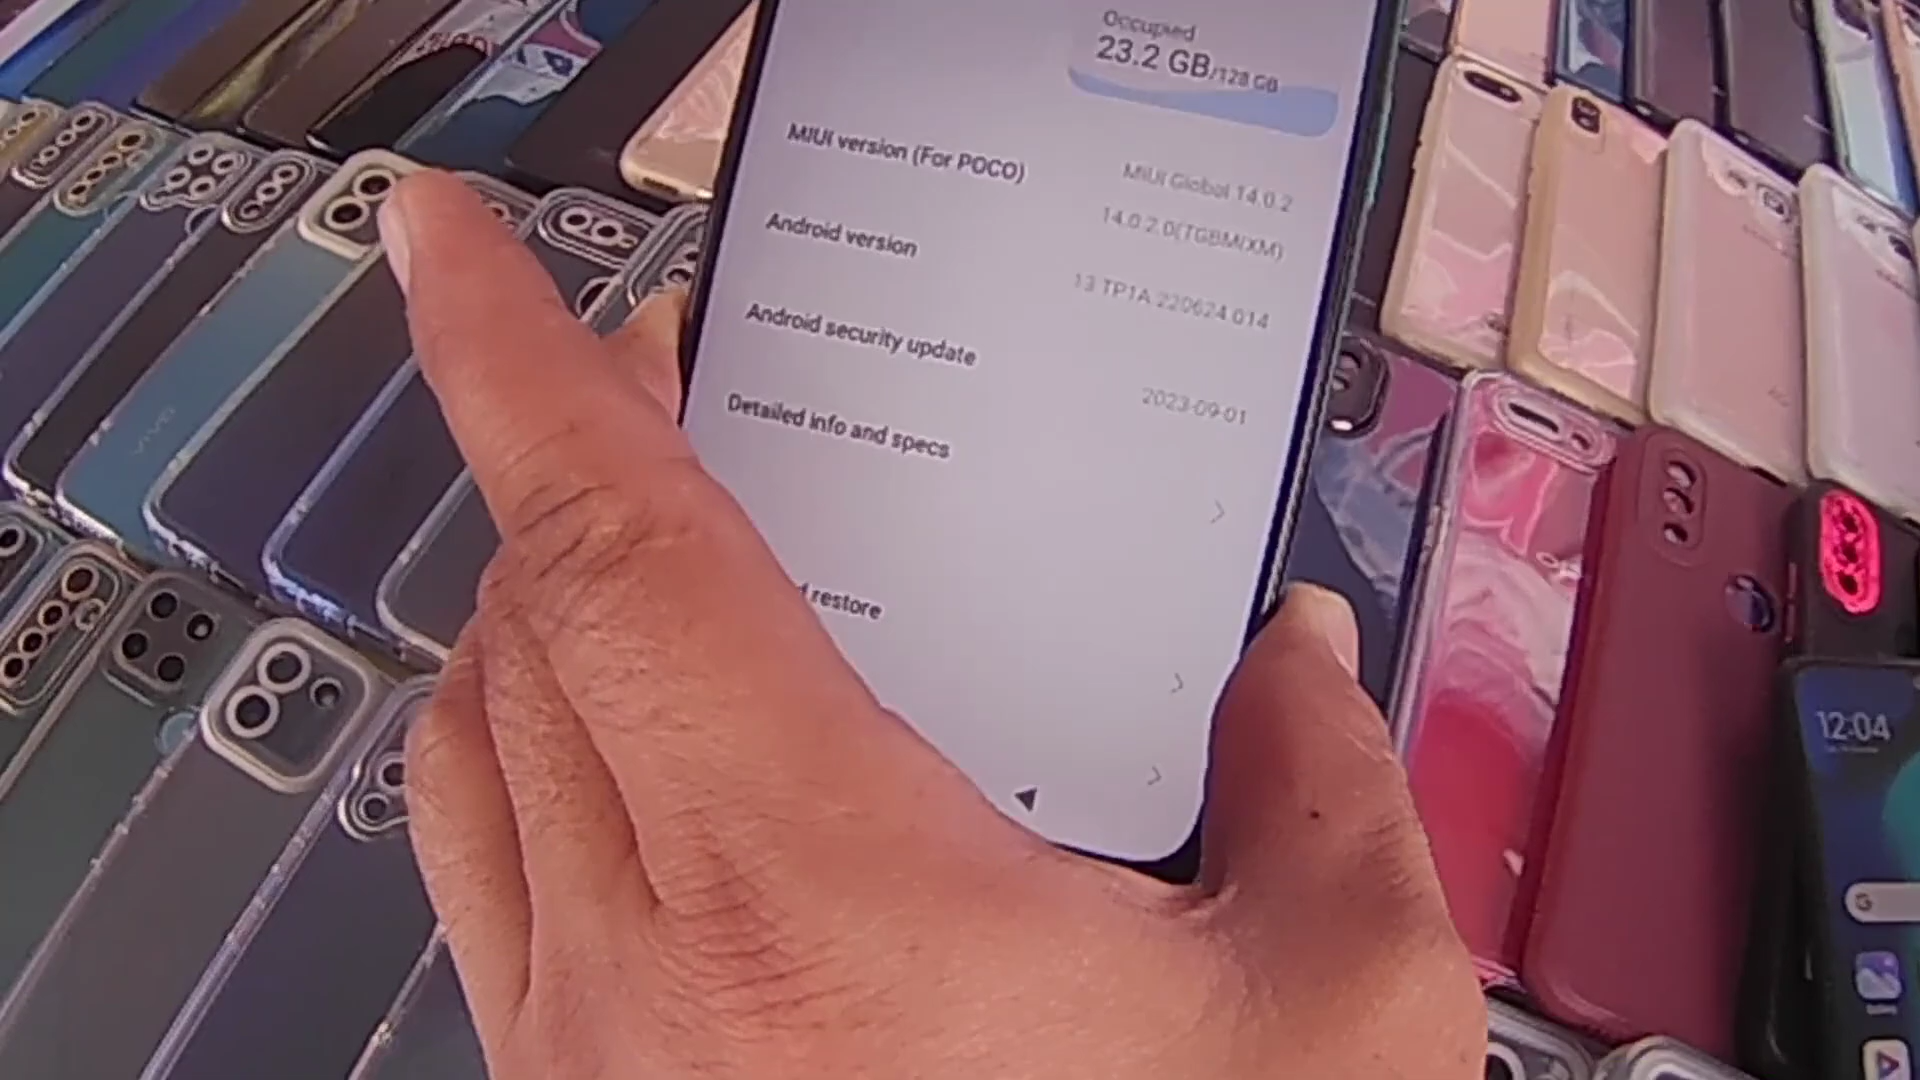 Occupied
23.2 GB/128 GB
MIUI version (For POCO)
MIUI Global 14.0.2
14.0.2.0(TGBMIXM)
Android version
13 TP1A.220624.014
Android security update
2023-09-01
Detailed info and specs
restore
vivo
12:04
G